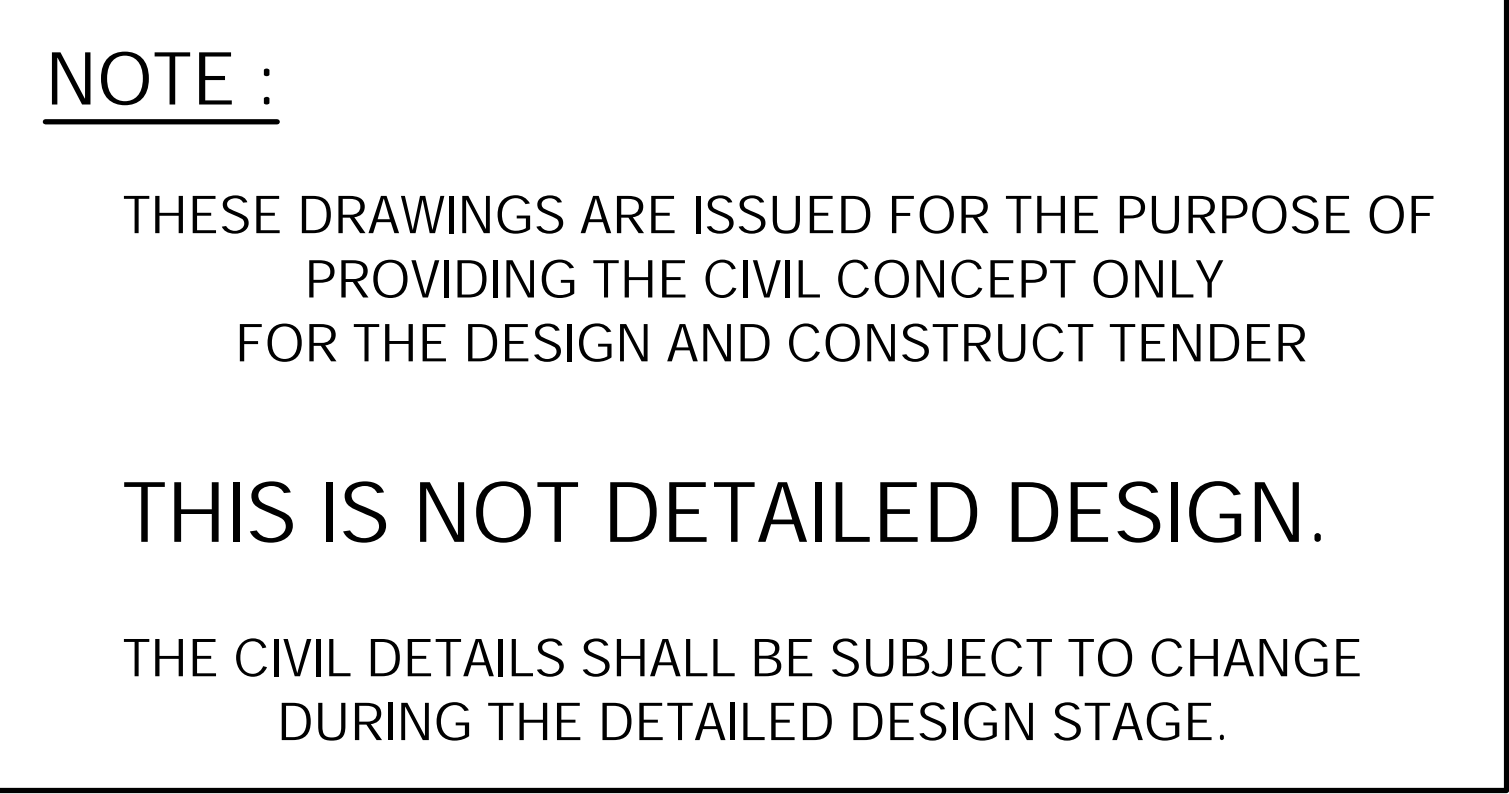 NOTE :
THESE DRAWINGS ARE ISSUED FOR THE PURPOSE OF
PROVIDING THE CIVIL CONCEPT ONLY
FOR THE DESIGN AND CONSTRUCT TENDER
THIS IS NOT DETAILED DESIGN.
THE CIVIL DETAILS SHALL BE SUBJECT TO CHANGE
DURING THE DETAILED DESIGN STAGE.